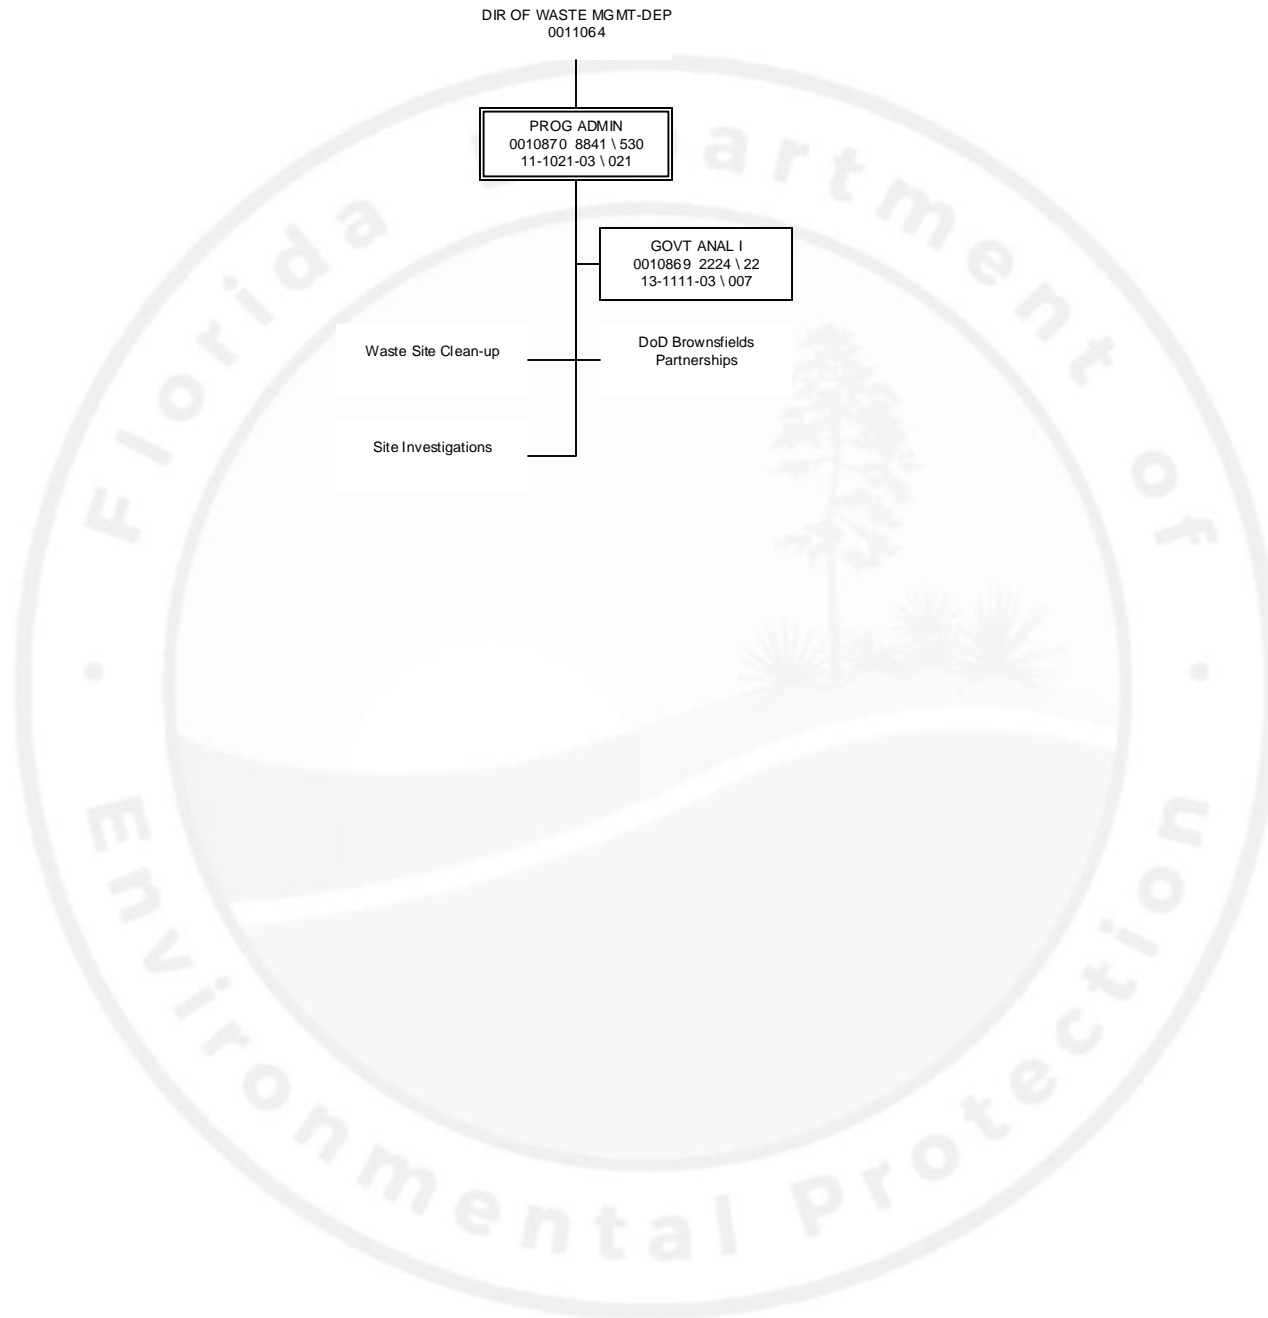 DIR OF WASTE MGMT-DEP
0011064
PROG ADMIN
0010870 8841 \ 530
11-1021-03 \ 021
GOVT ANAL I
0010869 2224 \ 22
13-1111-03 \ 007
Waste Site Clean-up
DoD Brownsfields
Partnerships
Site Investigations
Florida
artment of
Environmental Protection